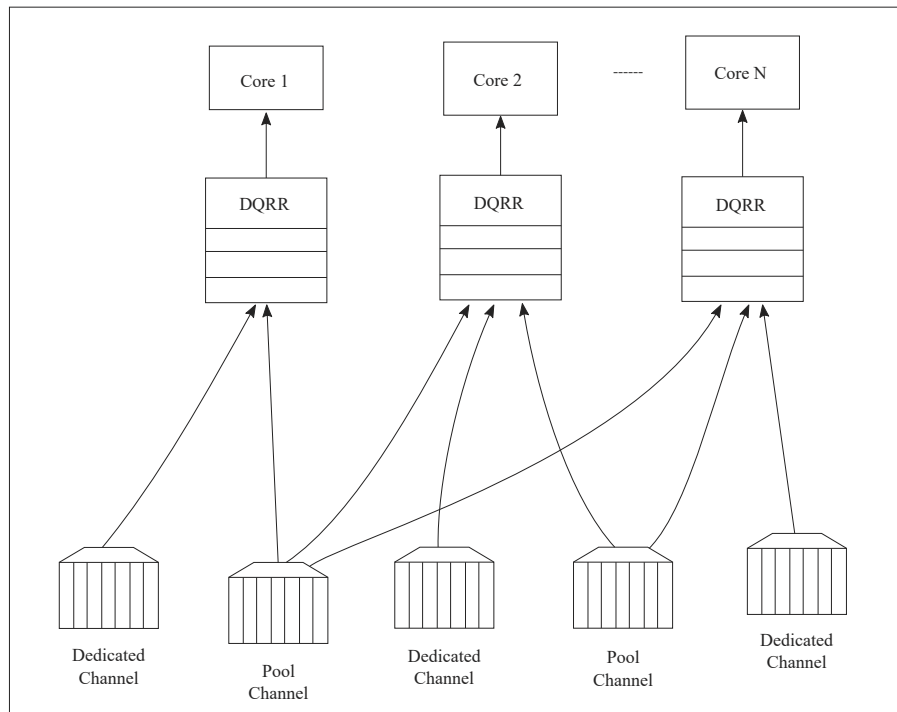 Core 1
Core 2
------
Core N
DQRR
DQRR
DQRR
Dedicated
Channel
Pool
Channel
Dedicated
Channel
Pool
Channel
Dedicated
Channel